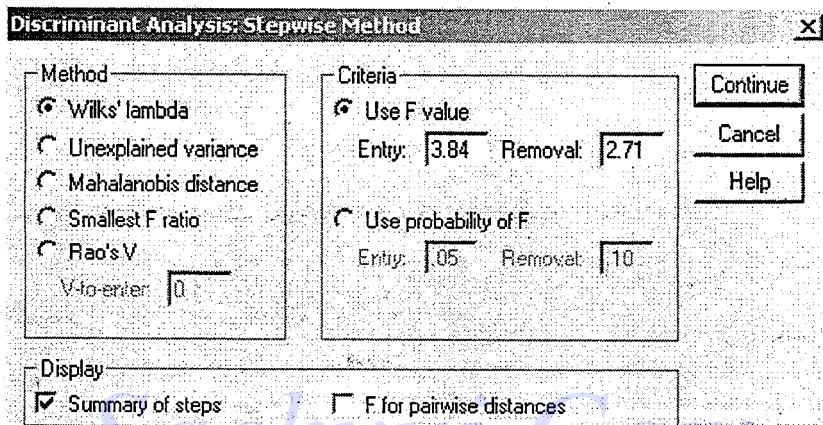 Discriminant Analysis: Stepwise Method
Method
Wilks' lambda
Unexplained variance
Mahalanobis distance
Smallest F ratio
Rao's V
V-to-enter: 0
Criteria
Use F value
Entry: 3.84 Removal: 2.71
Use probability of F
Entry: .05 Removal: .10
Continue
Cancel
Help
Display
Summary of steps
F for pairwise distances